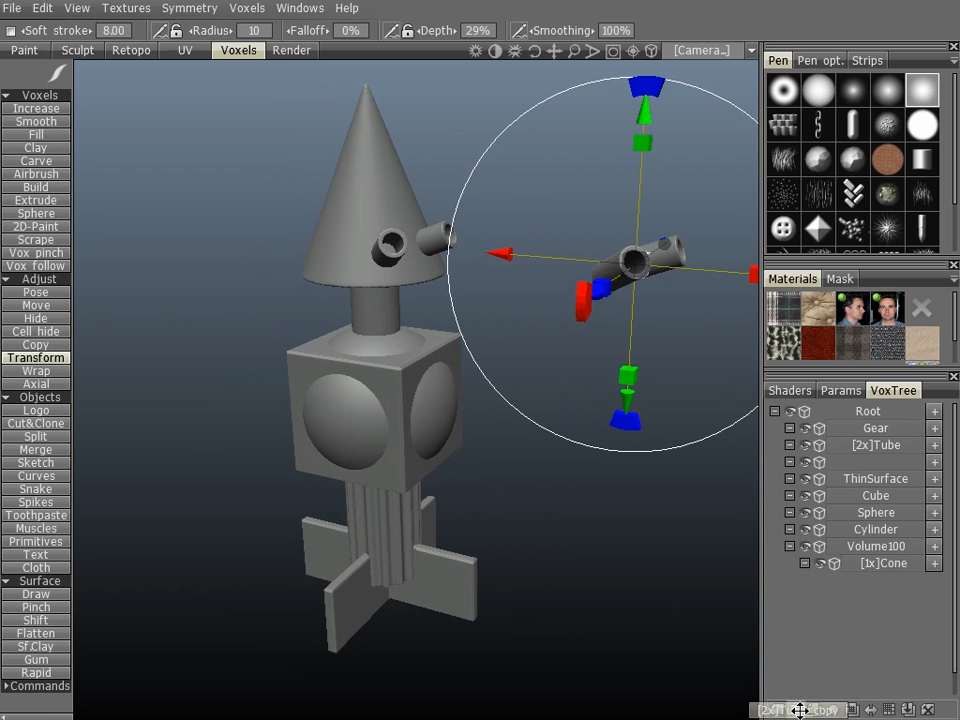 File Edit View Textures Symmetry Voxels Windows Help
Soft stroke 8.00 Radius 10 Falloff 0% Depth 29% Smoothing 100%
Paint Sculpt Retopo UV Voxels Render [Camera...]
Pen Pen opt. Strips
Voxels
Increase
Smooth
Fill
Clay
Carve
Airbrush
Build
Extrude
Sphere
2D-Paint
Scrape
Vox pinch
Vox follow
Adjust
Pose
Move
Hide
Cell hide
Copy
Transform
Wrap
Axial
Objects
Logo
Cut&Clone
Split
Merge
Sketch
Curves
Snake
Spikes
Toothpaste
Muscles
Primitives
Text
Cloth
Surface
Draw
Pinch
Shift
Flatten
Sf.Clay
Gum
Rapid
Commands
Materials Mask
Shaders Params VoxTree
Root +
Gear +
[2x]Tube +
+
ThinSurface +
Cube +
Sphere +
Cylinder +
Volume100 +
[1x]Cone +